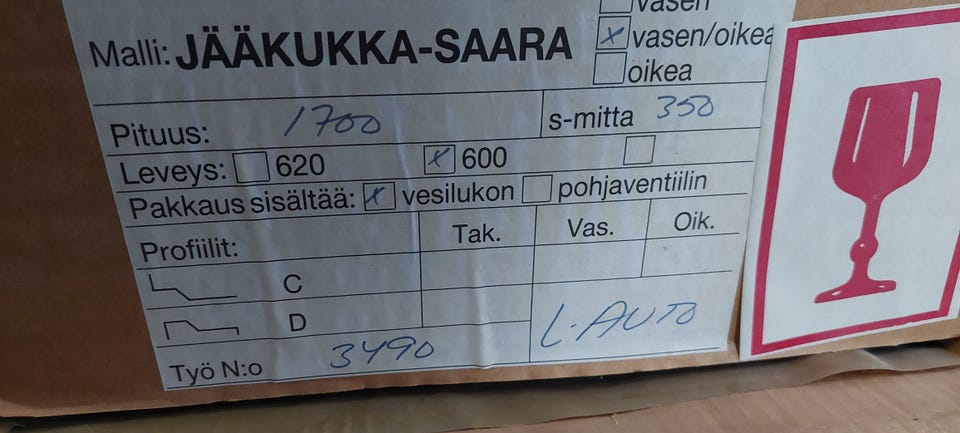 vasen
Malli: JÄÄKUKKA-SAARA
vasen/oikea
oikea
Pituus: 1700
s-mitta 350
Leveys: 620 x 600
Pakkaus sisältää: x vesilukon pohjaventiilin
Profiilit: Tak. Vas. Oik.
C
D
L.AUTO
Työ N:o 3490